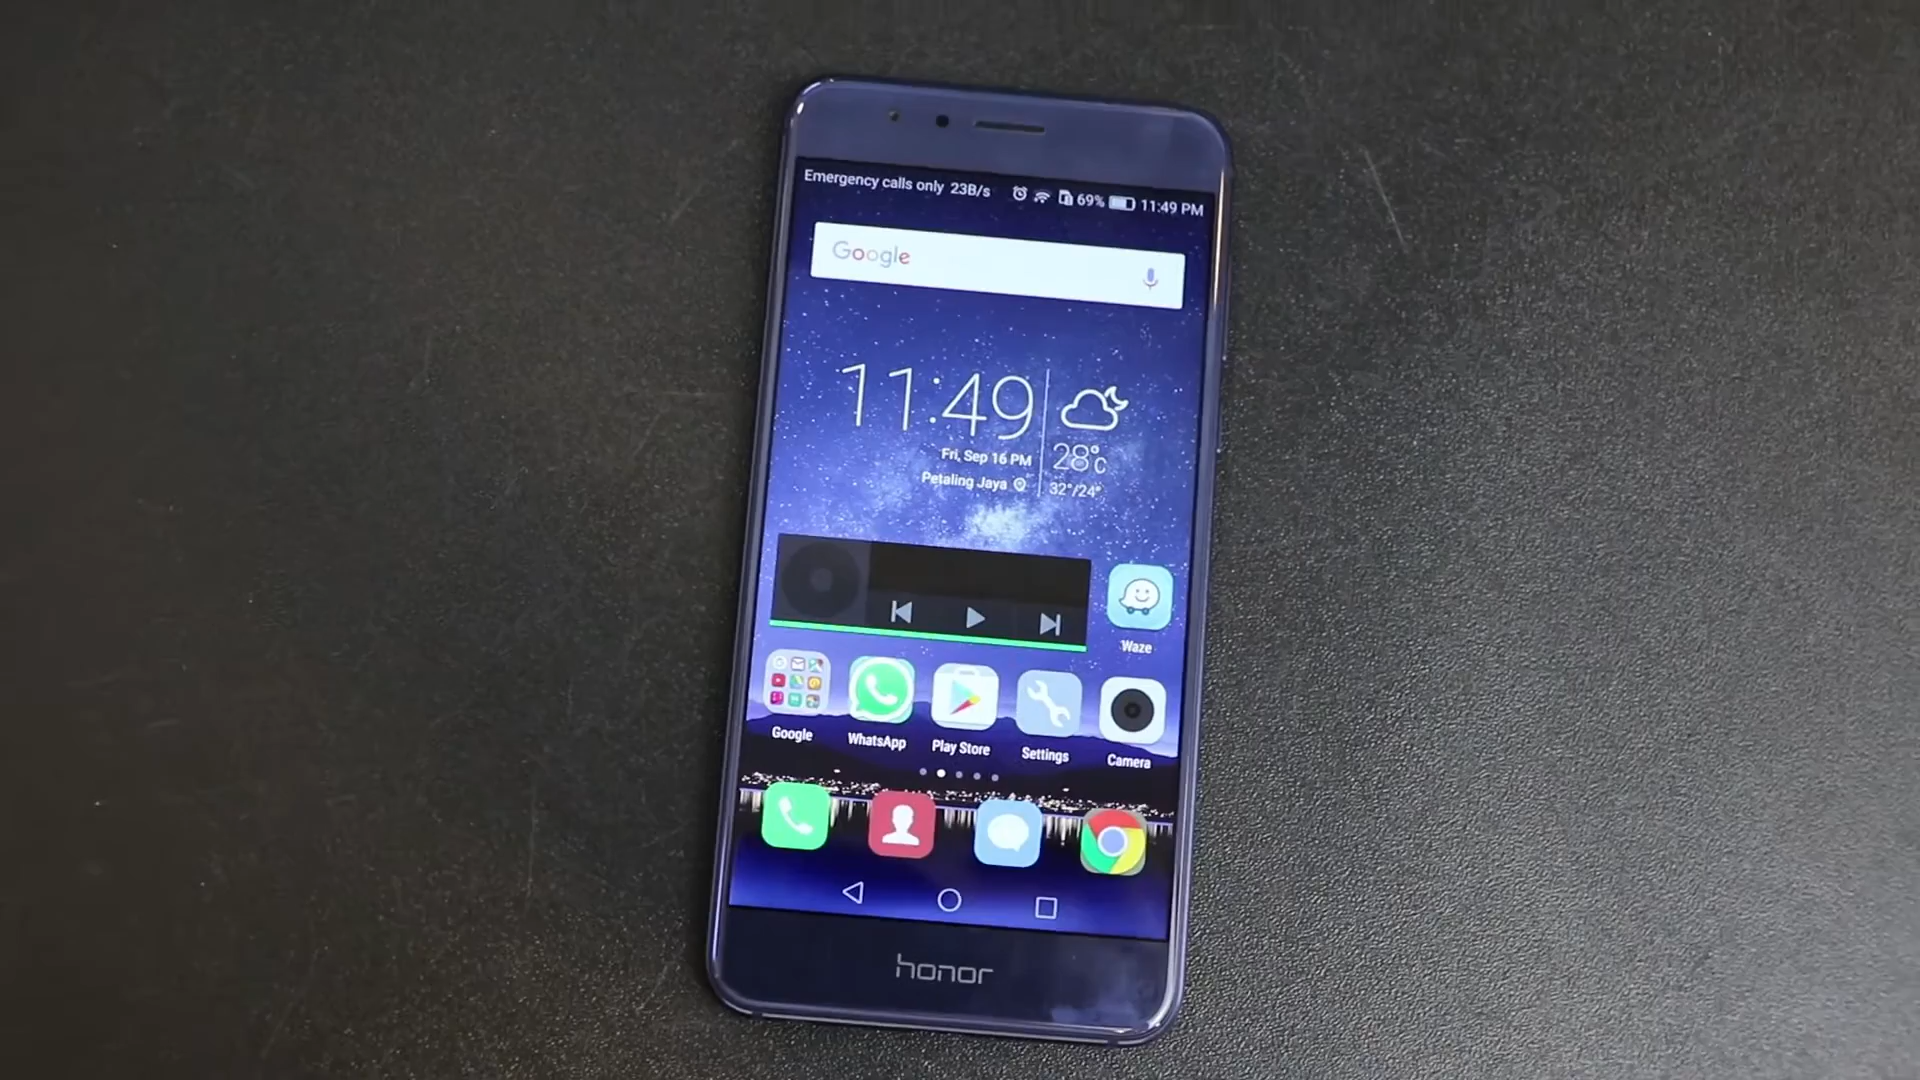 Emergency calls only 23B/s 69% 11:49 PM
Google
11:49
28°c
Fri, Sep 16 PM
32°/24°
Petaling Jaya
Waze
Google WhatsApp Play Store Settings Camera
honor